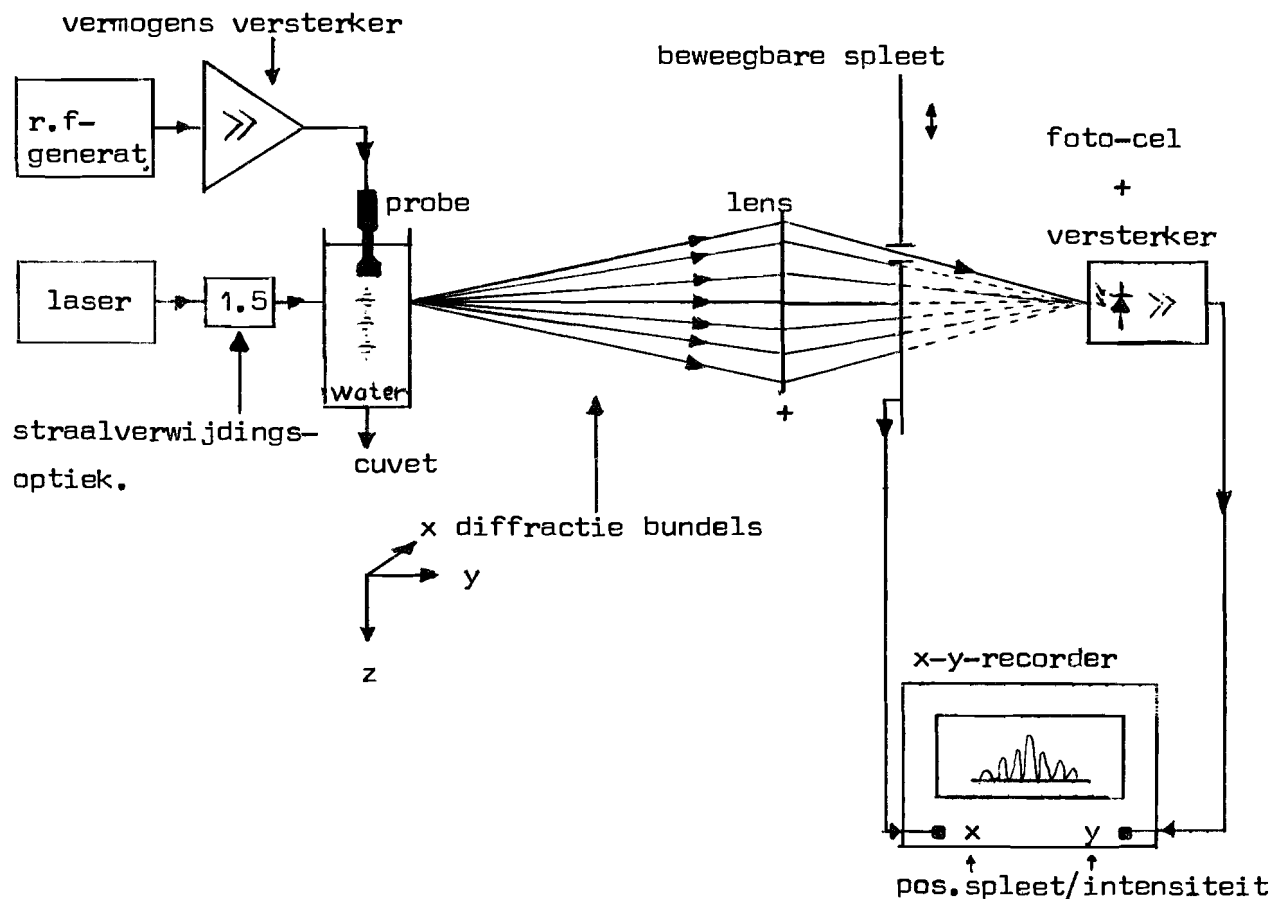 vermogens versterker
beweegbare spleet
r.f-
generat.
>>
foto-cel
+
versterker
probe
lens
laser
1.5
>>
water
+
straalverwijdings-
optiek.
cuvet
x diffractie bundels
y
z
x-y-recorder
x y
pos.spleet/intensiteit